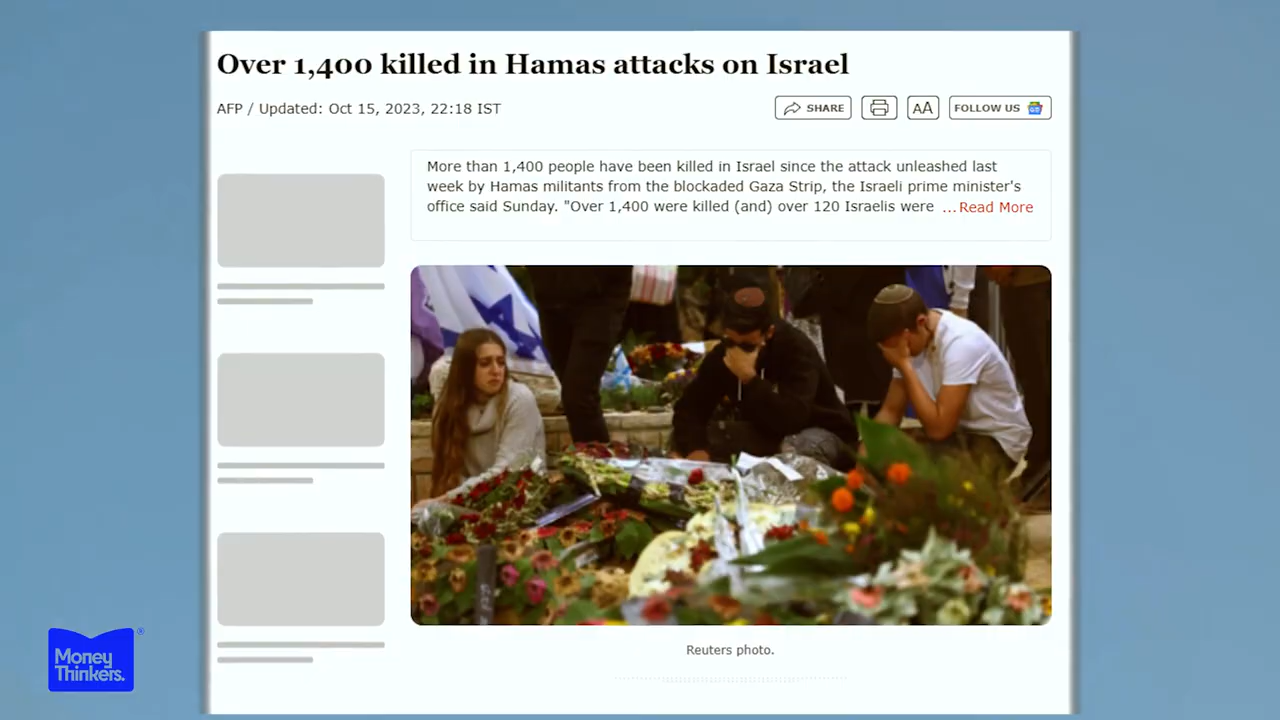 Over 1,400 killed in Hamas attacks on Israel
AFP / Updated: Oct 15, 2023, 22:18 IST
SHARE
AA
FOLLOW US
More than 1,400 people have been killed in Israel since the attack unleashed last
week by Hamas militants from the blockaded Gaza Strip, the Israeli prime minister's
office said Sunday. "Over 1,400 were killed (and) over 120 Israelis were ...Read More
Reuters photo.
Money
Thinkers.
®